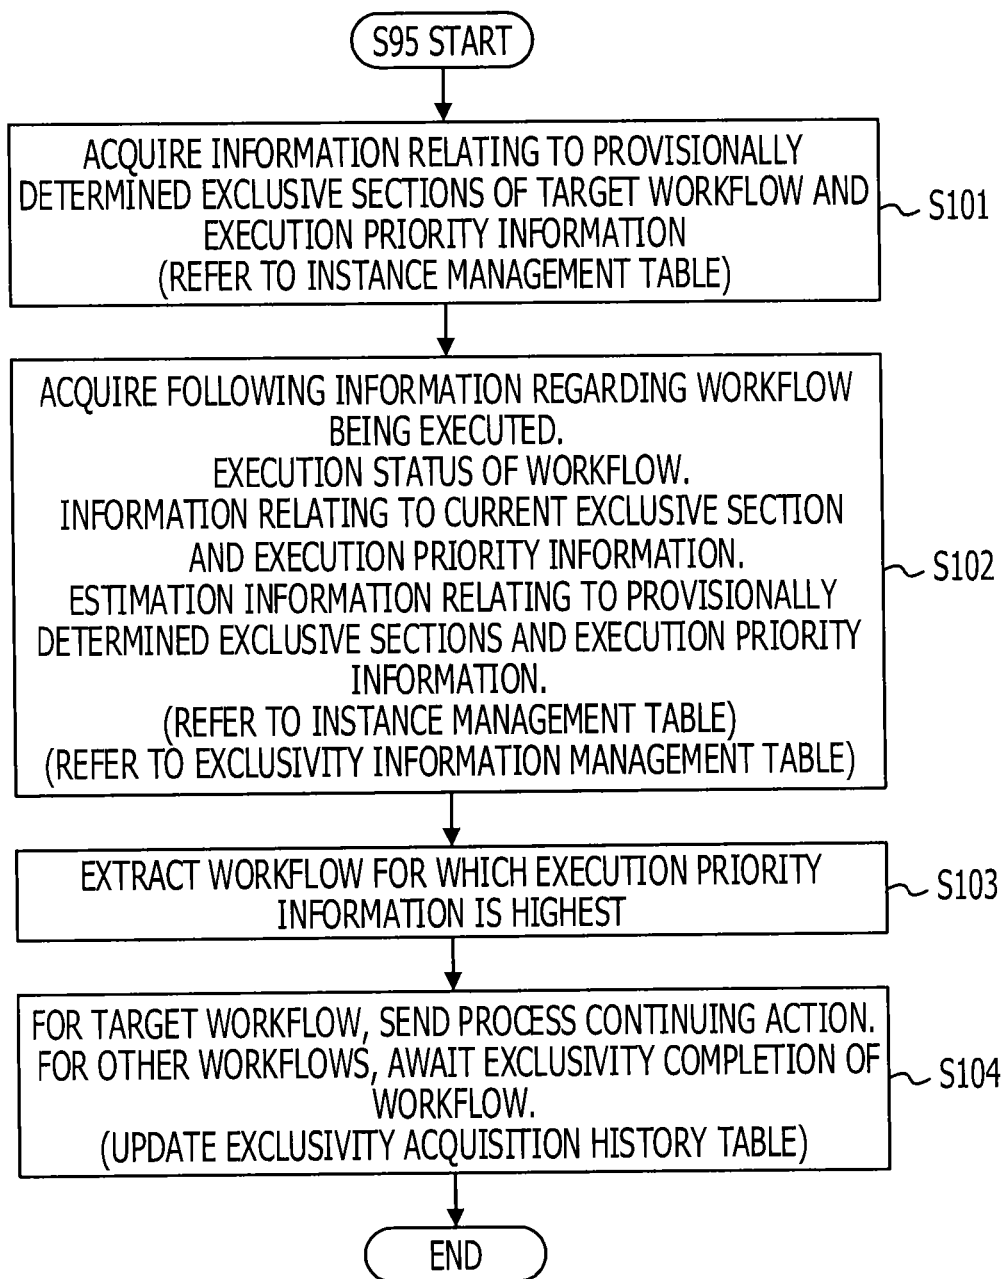 S95 START
ACQUIRE INFORMATION RELATING TO PROVISIONALLY
DETERMINED EXCLUSIVE SECTIONS OF TARGET WORKFLOW AND
EXECUTION PRIORITY INFORMATION
(REFER TO INSTANCE MANAGEMENT TABLE)
S101
ACQUIRE FOLLOWING INFORMATION REGARDING WORKFLOW
BEING EXECUTED.
EXECUTION STATUS OF WORKFLOW.
INFORMATION RELATING TO CURRENT EXCLUSIVE SECTION
AND EXECUTION PRIORITY INFORMATION.
ESTIMATION INFORMATION RELATING TO PROVISIONALLY
DETERMINED EXCLUSIVE SECTIONS AND EXECUTION PRIORITY
INFORMATION.
(REFER TO INSTANCE MANAGEMENT TABLE)
(REFER TO EXCLUSIVITY INFORMATION MANAGEMENT TABLE)
S102
EXTRACT WORKFLOW FOR WHICH EXECUTION PRIORITY
INFORMATION IS HIGHEST
S103
FOR TARGET WORKFLOW, SEND PROCESS CONTINUING ACTION.
FOR OTHER WORKFLOWS, AWAIT EXCLUSIVITY COMPLETION OF
WORKFLOW.
(UPDATE EXCLUSIVITY ACQUISITION HISTORY TABLE)
S104
END